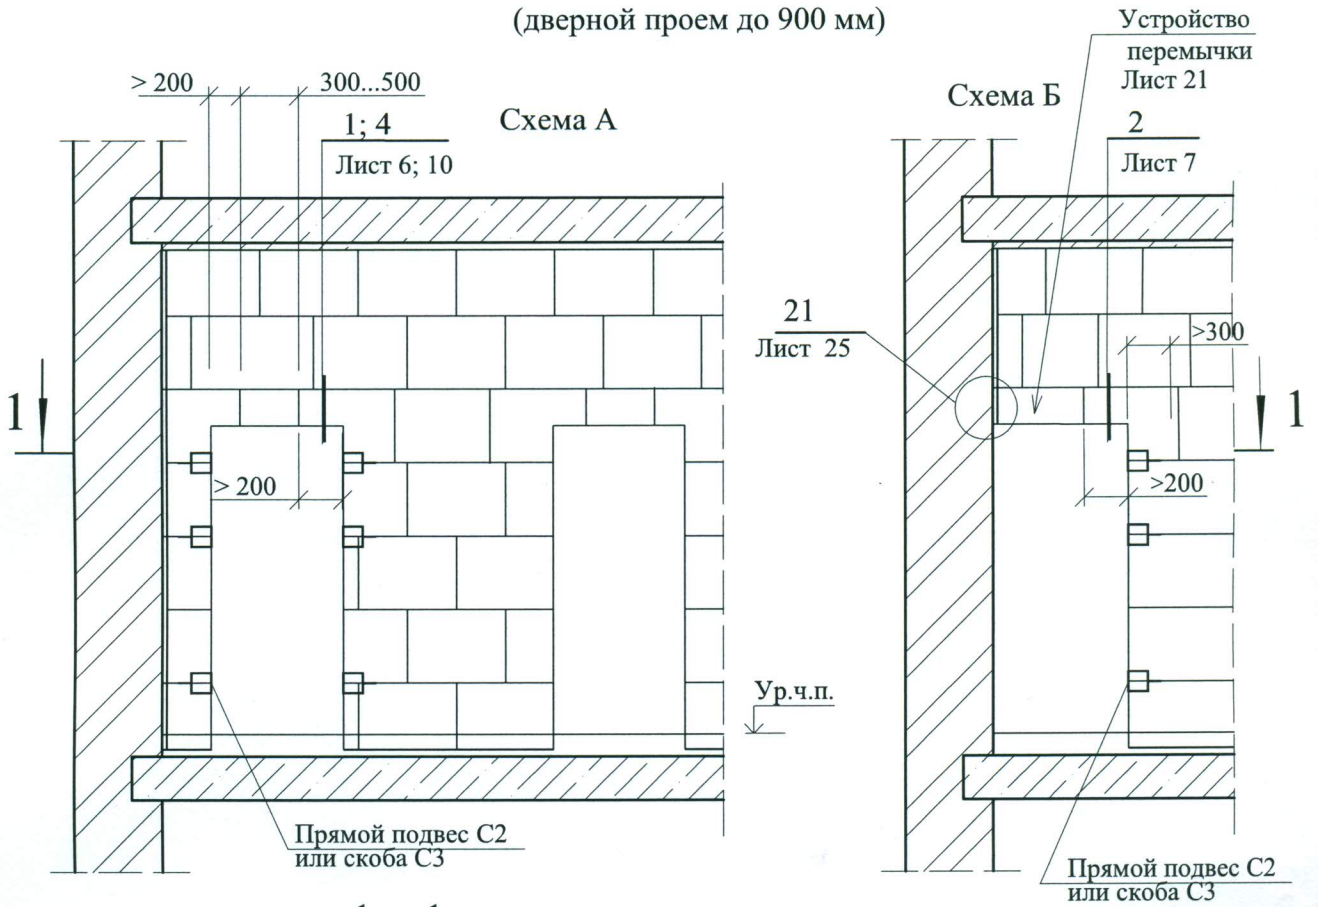 (дверной проем до 900 мм)
Устройство
перемычки
Лист 21
> 200
300...500
Схема А
Схема Б
1; 4
Лист 6; 10
2
Лист 7
21
Лист 25
>300
1
1
> 200
>200
Ур.ч.п.
Прямой подвес С2
или скоба С3
Прямой подвес С2
или скоба С3